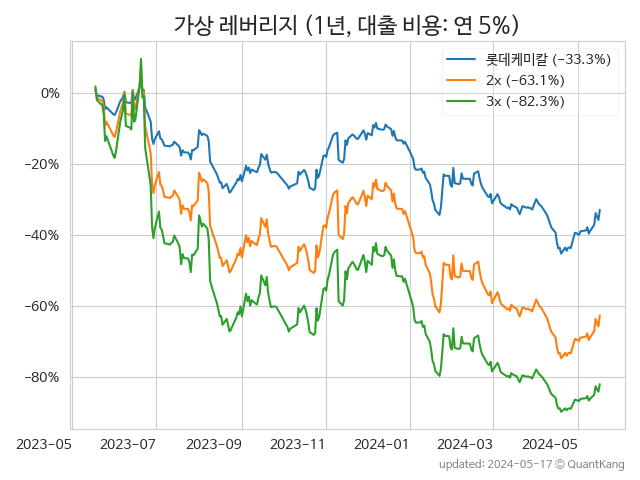 가상 레버리지 (1년, 대출 비용: 연 5%)
롯데케미칼 (−33.3%)
2x (−63.1%)
3x (−82.3%)
0%
−20%
−40%
−60%
−80%
2023−05 2023−07 2023−09 2023−11 2024−01 2024−03 2024−05
updated: 2024−05−17 © QuantKang